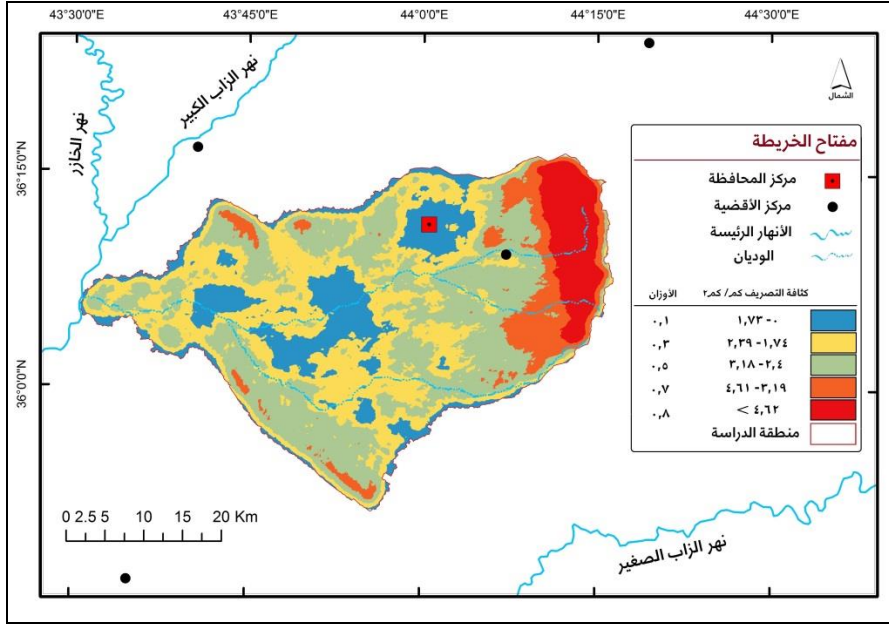 43°30'0"E 43°45'0"E 44°0'0"E 44°15'0"E 44°30'0"E
36°15'0"N
36°0'0"N
نهر الخازر
نهر الزاب الكبير
الشمال
مفتاح الخريطة
مركز المحافظة
مركز الأقضية
الأنهار الرئيسة
الوديان
كثافة التصريف كم/ كم٢ الأوزان
٠- ١,٧٣ ٠,١
١,٧٤- ٢,٣٩ ٠,٣
٢,٤- ٣,١٨ ٠,٥
٣,١٩- ٤,٦١ ٠,٧
٤,٦٢ < ٠,٨
منطقة الدراسة
0 2.5 5 10 15 20 Km
نهر الزاب الصغير